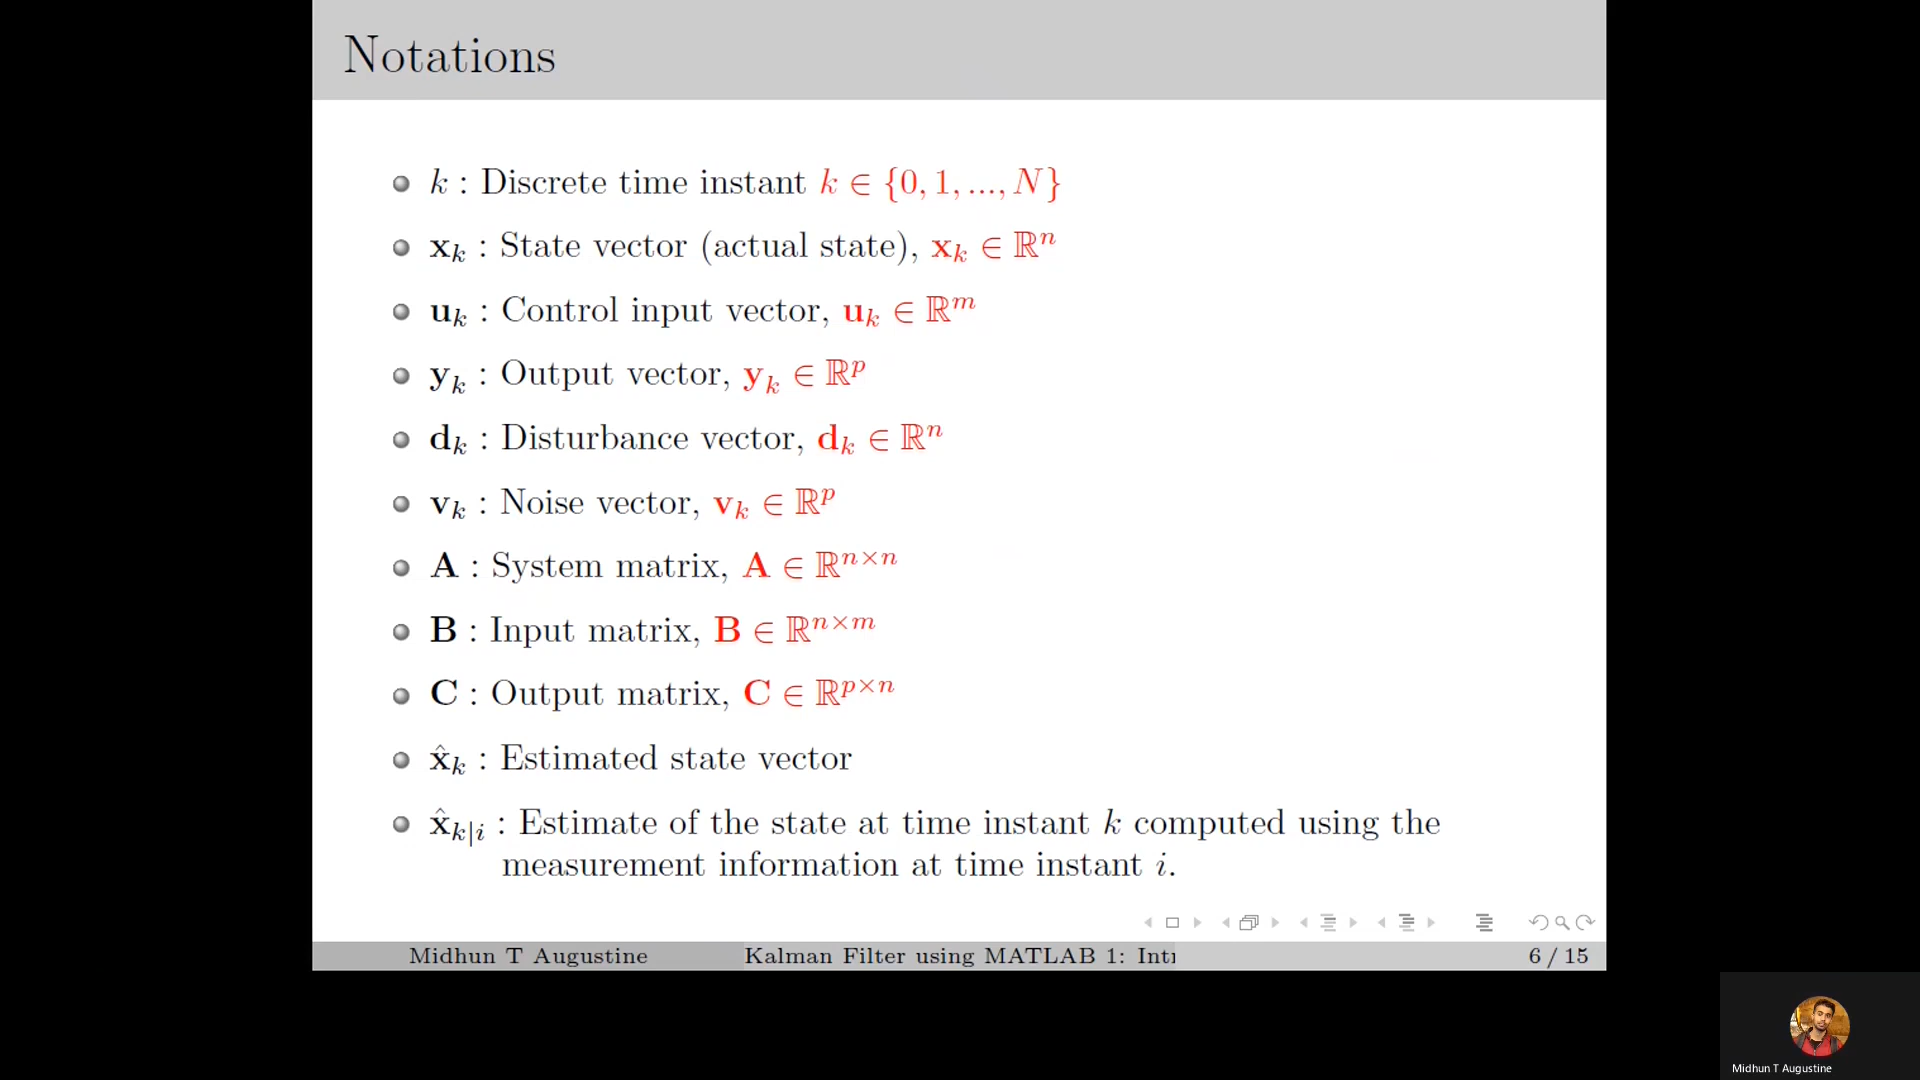 Notations
k : Discrete time instant k ∈ {0, 1, ..., N}
x_k : State vector (actual state), x_k ∈ ℝ^n
u_k : Control input vector, u_k ∈ ℝ^m
y_k : Output vector, y_k ∈ ℝ^p
d_k : Disturbance vector, d_k ∈ ℝ^n
v_k : Noise vector, v_k ∈ ℝ^p
A : System matrix, A ∈ ℝ^{n×n}
B : Input matrix, B ∈ ℝ^{n×m}
C : Output matrix, C ∈ ℝ^{p×n}
x̂_k : Estimated state vector
x̂_{k|i} : Estimate of the state at time instant k computed using the
measurement information at time instant i.
Midhun T Augustine Kalman Filter using MATLAB 1: Intr 6 / 15
Midhun T Augustine